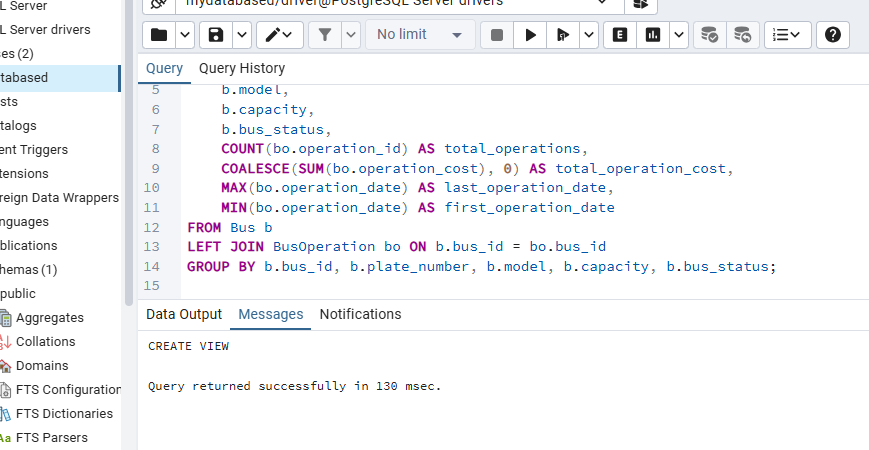 L Server
L Server drivers
ses (2)
tabased
sts
talogs
ent Triggers
tensions
reign Data Wrappers
nguages
blications
hemas (1)
public
Aggregates
Collations
Domains
FTS Configuration
FTS Dictionaries
Aa FTS Parsers
mydatabased/driver@PostgreSQL Server drivers
No limit
E
?
Query Query History
5 b.model,
6 b.capacity,
7 b.bus_status,
8 COUNT(bo.operation_id) AS total_operations,
9 COALESCE(SUM(bo.operation_cost), 0) AS total_operation_cost,
10 MAX(bo.operation_date) AS last_operation_date,
11 MIN(bo.operation_date) AS first_operation_date
12 FROM Bus b
13 LEFT JOIN BusOperation bo ON b.bus_id = bo.bus_id
14 GROUP BY b.bus_id, b.plate_number, b.model, b.capacity, b.bus_status;
15
Data Output Messages Notifications
CREATE VIEW
Query returned successfully in 130 msec.